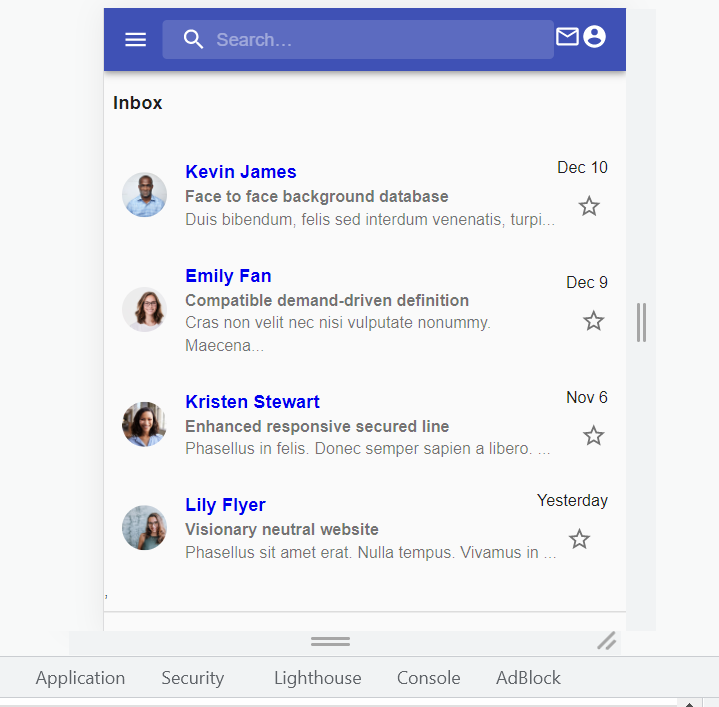 Search...
Inbox
Kevin James
Dec 10
Face to face background database
Duis bibendum, felis sed interdum venenatis, turpi...
Emily Fan
Dec 9
Compatible demand-driven definition
Cras non velit nec nisi vulputate nonummy.
Maecena...
Kristen Stewart
Nov 6
Enhanced responsive secured line
Phasellus in felis. Donec semper sapien a libero. ...
Lily Flyer
Yesterday
Visionary neutral website
Phasellus sit amet erat. Nulla tempus. Vivamus in ...
,
Application Security Lighthouse Console AdBlock